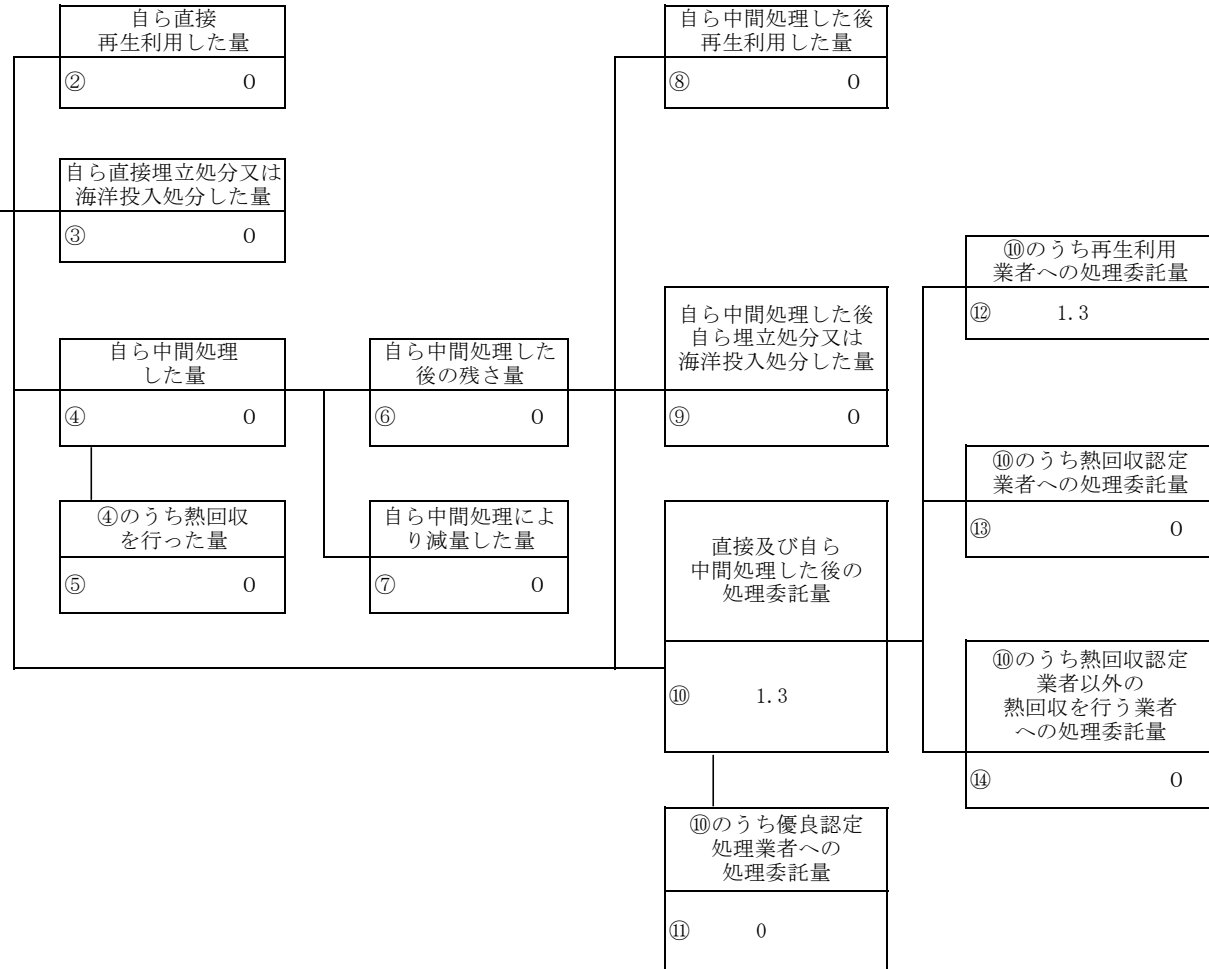 自ら直接
再生利用した量
② 0
自ら中間処理した後
再生利用した量
⑧ 0
自ら直接埋立処分又は
海洋投入処分した量
③ 0
⑩のうち再生利用
業者への処理委託量
⑫ 1.3
自ら中間処理した後
自ら埋立処分又は
海洋投入処分した量
⑨ 0
自ら中間処理
した量
④ 0
自ら中間処理した
後の残さ量
⑥ 0
⑩のうち熱回収認定
業者への処理委託量
⑬ 0
④のうち熱回収
を行った量
⑤ 0
自ら中間処理によ
り減量した量
⑦ 0
直接及び自ら
中間処理した後の
処理委託量
⑩ 1.3
⑩のうち熱回収認定
業者以外の
熱回収を行う業者
への処理委託量
⑭ 0
⑩のうち優良認定
処理業者への
処理委託量
⑪ 0